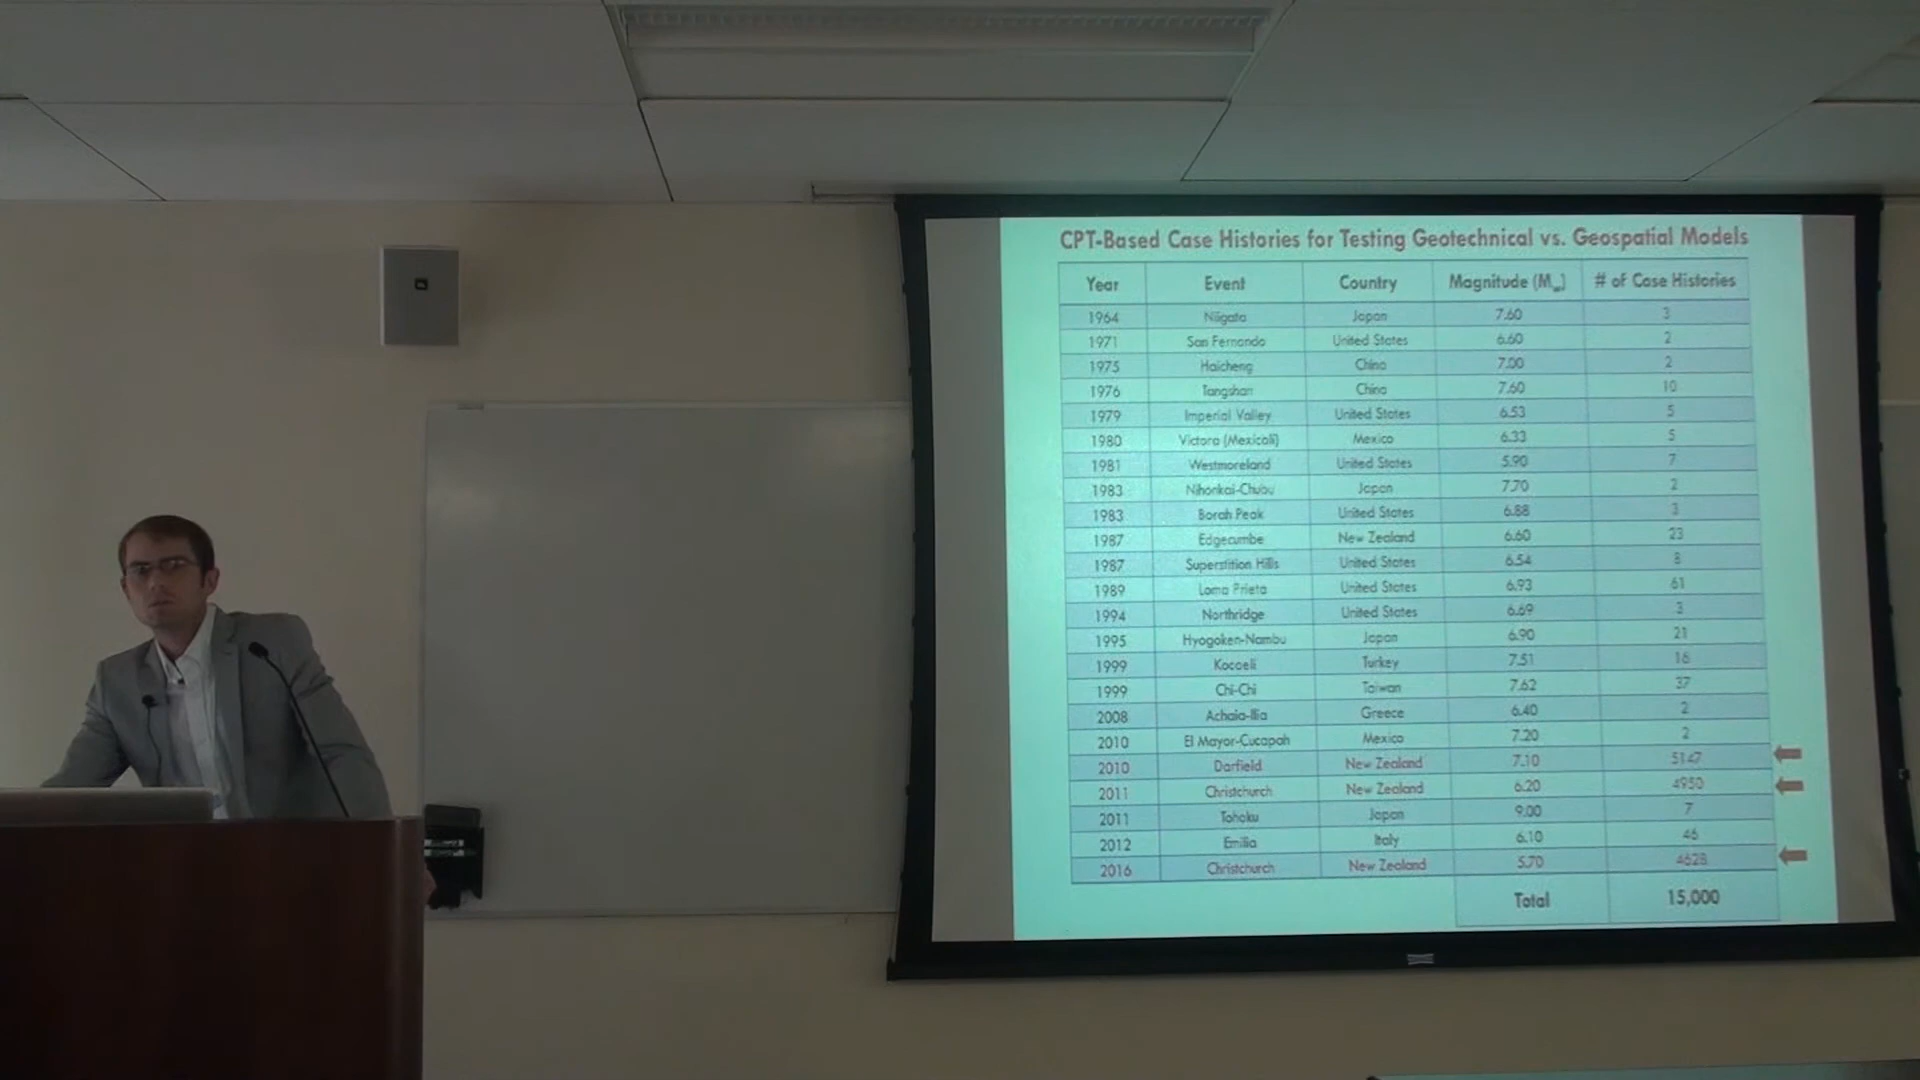 CPT-Based Case Histories for Testing Geotechnical vs. Geospatial Models
Year Event Country Magnitude (Mw) # of Case Histories
1964 Niigata Japan 7.60 3
1971 San Fernando United States 6.60 2
1975 Haicheng China 7.00 2
1976 Tangshan China 7.60 10
1979 Imperial Valley United States 6.53 5
1980 Victora (Mexicali) Mexico 6.33 5
1981 Westmoreland United States 5.90 7
1983 Nihonkai-Chubu Japan 7.70 2
1983 Borah Peak United States 6.88 3
1987 Edgecumbe New Zealand 6.60 23
1987 Superstition Hills United States 6.54 8
1989 Loma Prieta United States 6.93 61
1994 Northridge United States 6.69 3
1995 Hyogoken-Nambu Japan 6.90 21
1999 Kocaeli Turkey 7.51 16
1999 Chi-Chi Taiwan 7.62 37
2008 Achaia-Ilia Greece 6.40 2
2010 El Mayor-Cucapah Mexico 7.20 2
2010 Darfield New Zealand 7.10 5147
2011 Christchurch New Zealand 6.20 4950
2011 Tohoku Japan 9.00 7
2012 Emilia Italy 6.10 46
2016 Christchurch New Zealand 5.70 4628
Total 15,000